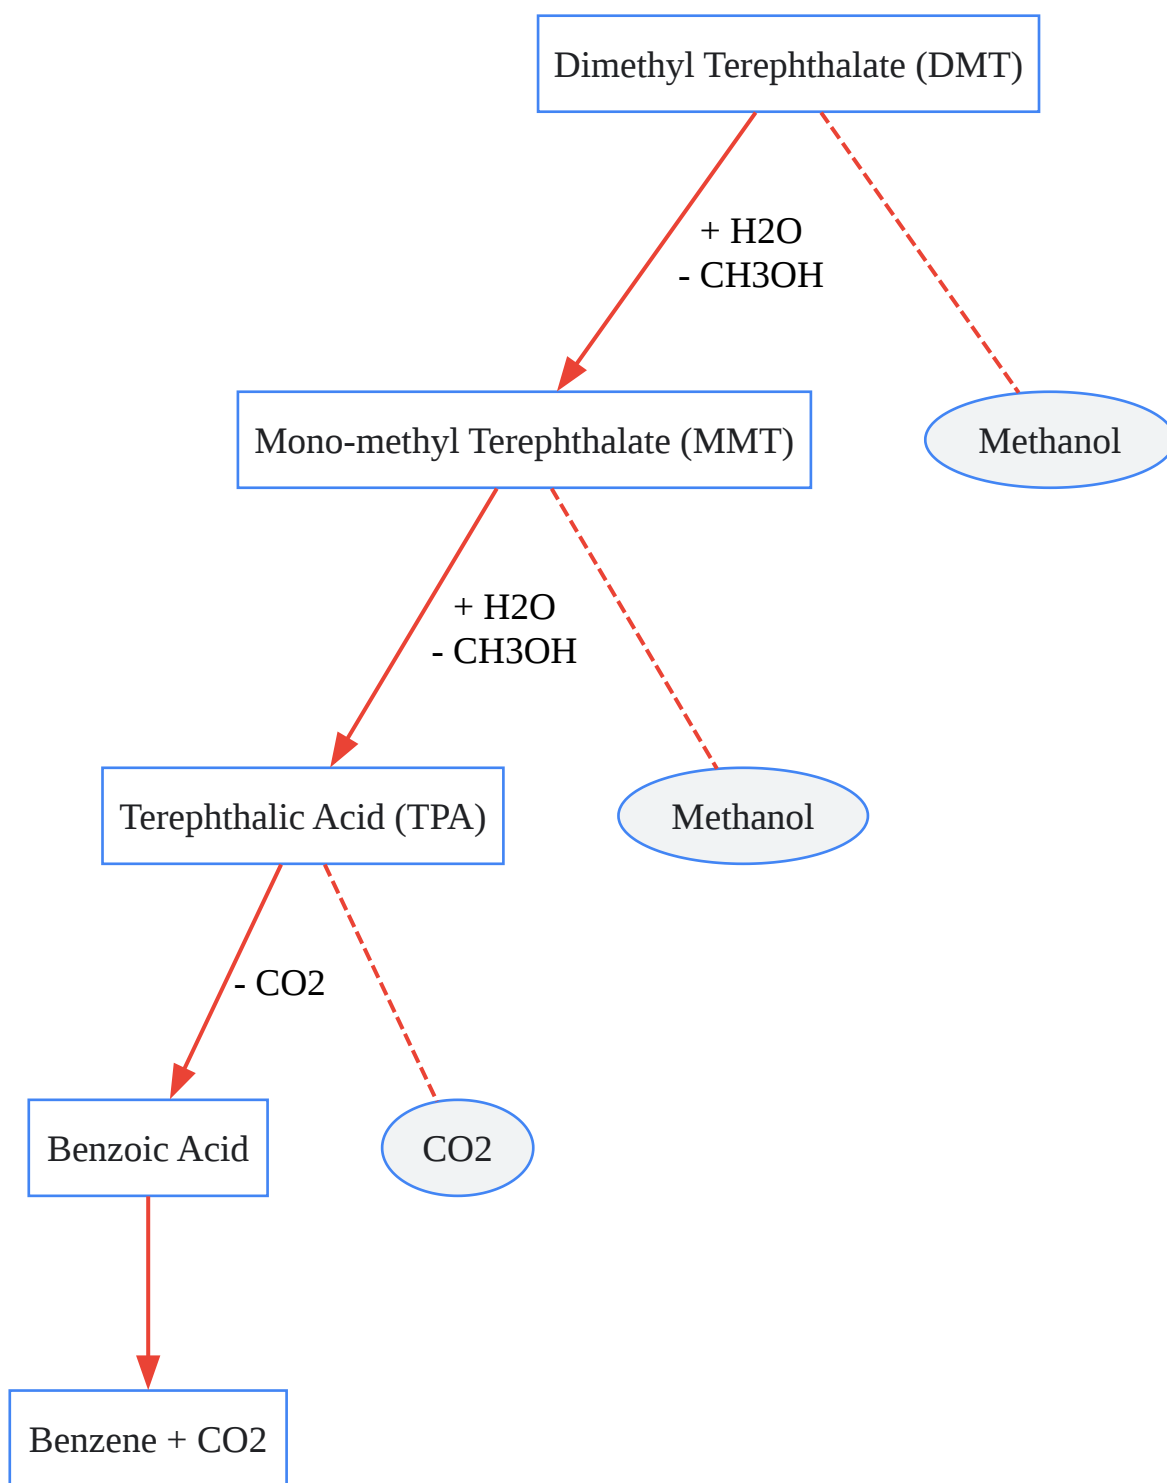 Dimethyl Terephthalate (DMT)
+ H2O
- CH3OH
Mono-methyl Terephthalate (MMT)
Methanol
+ H2O
- CH3OH
Terephthalic Acid (TPA)
Methanol
- CO2
Benzoic Acid
CO2
Benzene + CO2